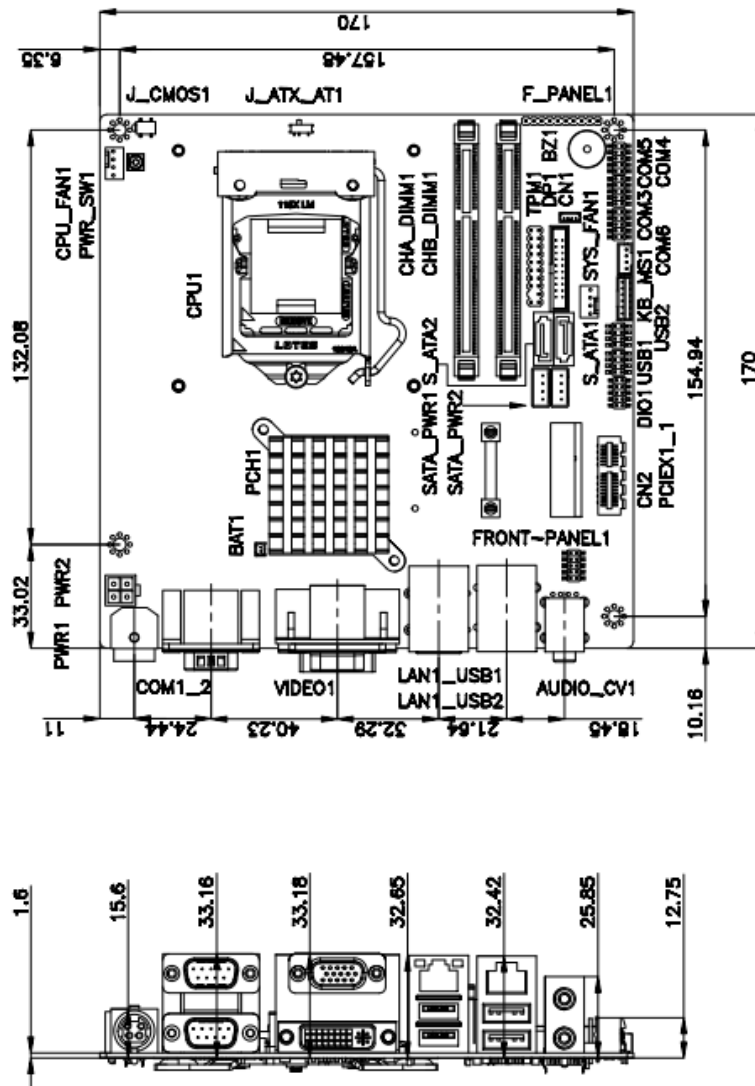 170
6.35
157.48
J_CMOS1
J_ATX_AT1
F_PANEL1
CPU_FAN1
PWR_SW1
BZ1
TPM1
DP1
CN1
COM3
COM5
COM4
115X LM
CPU1
CHA_DIMM1
CHB_DIMM1
SYS_FAN1
KB_MS1
COM6
LOTES
S_ATA2
S_ATA1
DIO1
USB1
USB2
132.08
154.94
170
PCH1
SATA_PWR1
SATA_PWR2
CN2
PCIEX1_1
BAT1
FRONT-PANEL1
33.02
PWR1
PWR2
COM1_2
VIDEO1
LAN1_USB1
LAN1_USB2
AUDIO_CV1
11
24.44
40.23
32.29
21.64
18.45
10.16
1.6
15.6
33.16
33.18
32.65
32.42
25.85
12.75